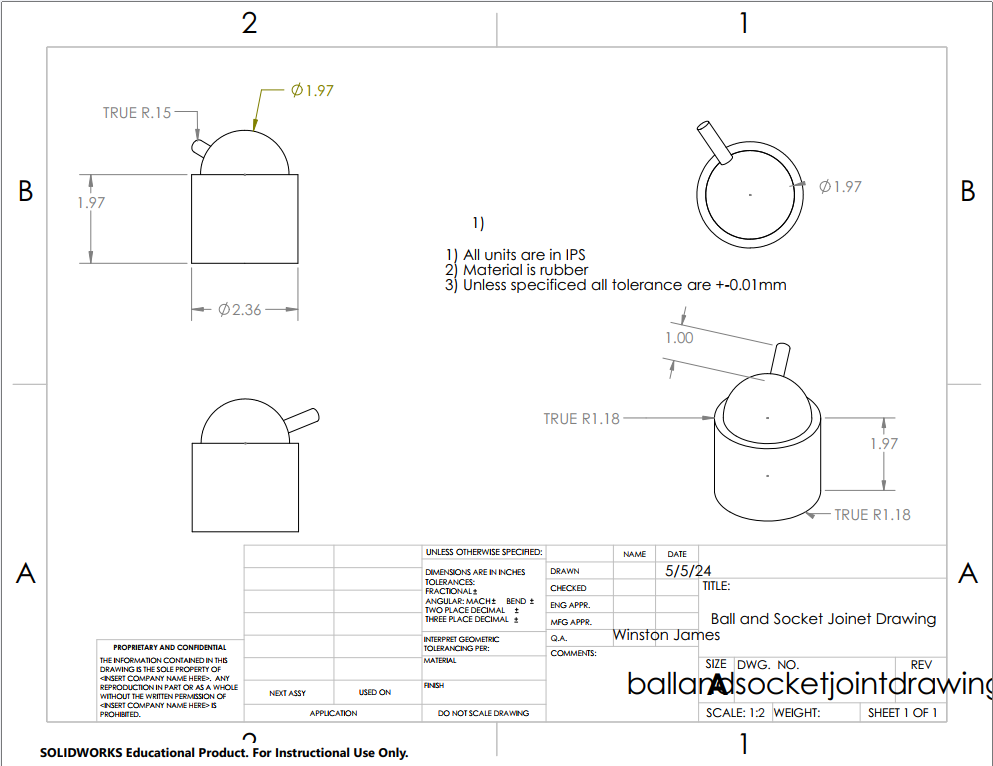 2
1
TRUE R.15
Ø1.97
B
1.97
Ø2.36
Ø1.97
B
1)
1) All units are in IPS
2) Material is rubber
3) Unless specificed all tolerance are +-0.01mm
1.00
TRUE R1.18
1.97
TRUE R1.18
A
A
UNLESS OTHERWISE SPECIFIED:
DIMENSIONS ARE IN INCHES
TOLERANCES:
FRACTIONAL±
ANGULAR: MACH± BEND ±
TWO PLACE DECIMAL ±
THREE PLACE DECIMAL ±
INTERPRET GEOMETRIC
TOLERANCING PER:
MATERIAL
FINISH
DO NOT SCALE DRAWING
NAME DATE
DRAWN 5/5/24
CHECKED
ENG APPR.
MFG APPR.
Q.A. Winston James
COMMENTS:
TITLE:
Ball and Socket Joinet Drawing
SIZE DWG. NO. REV
A
ballandsocketjointdrawing
SCALE: 1:2 WEIGHT: SHEET 1 OF 1
PROPRIETARY AND CONFIDENTIAL
THE INFORMATION CONTAINED IN THIS
DRAWING IS THE SOLE PROPERTY OF
<INSERT COMPANY NAME HERE>. ANY
REPRODUCTION IN PART OR AS A WHOLE
WITHOUT THE WRITTEN PERMISSION OF
<INSERT COMPANY NAME HERE> IS
PROHIBITED.
NEXT ASSY USED ON
APPLICATION
2
1
SOLIDWORKS Educational Product. For Instructional Use Only.